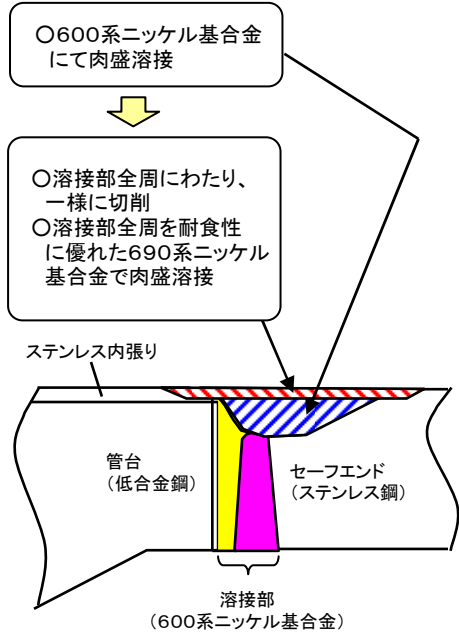 ○600系ニッケル基合金
にて肉盛溶接
○溶接部全周にわたり、
一様に切削
○溶接部全周を耐食性
に優れた690系ニッケル
基合金で肉盛溶接
ステンレス内張り
管台
(低合金鋼)
セーフエンド
(ステンレス鋼)
溶接部
(600系ニッケル基合金)